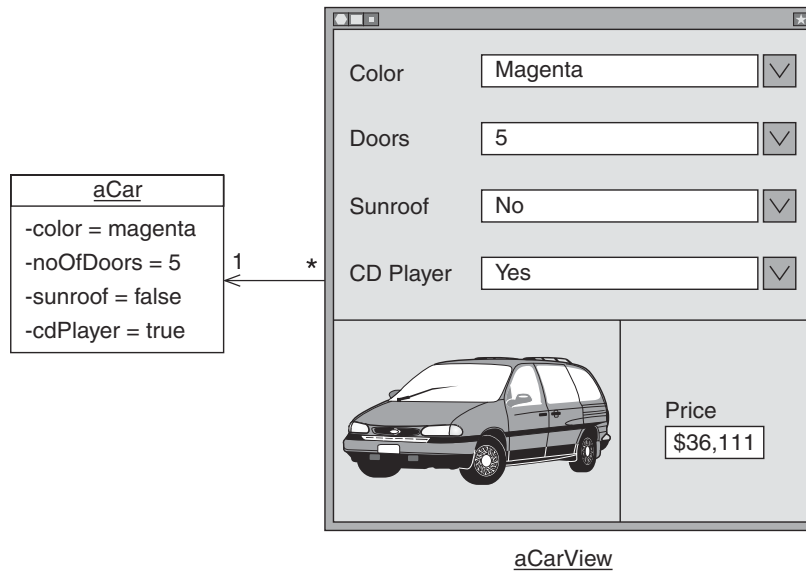 aCar
-color = magenta
-noOfDoors = 5
-sunroof = false
-cdPlayer = true
1
*
Color
Magenta
Doors
5
Sunroof
No
CD Player
Yes
Price
$36,111
aCarView